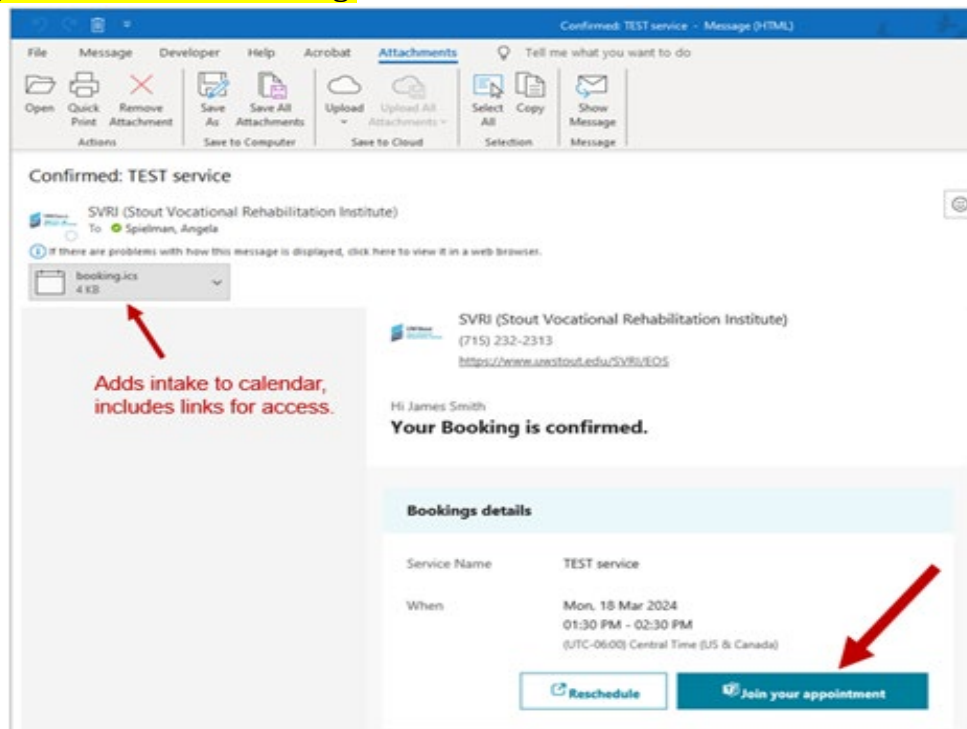 Confirmed: TEST service - Message (HTML)
File Message Developer Help Acrobat Attachments Tell me what you want to do
Open Quick Print Remove Attachment Save As Save All Attachments Upload Upload All Attachments Select All Copy Show Message
Actions Save to Computer Save to Cloud Selection Message
Confirmed: TEST service
SVRI (Stout Vocational Rehabilitation Institute)
To Spielman, Angela
If there are problems with how this message is displayed, click here to view it in a web browser.
booking.ics
4 KB
SVRI (Stout Vocational Rehabilitation Institute)
(715) 232-2313
https://www.uwstout.edu/SVRI/EOS
Adds intake to calendar,
includes links for access.
Hi James Smith
Your Booking is confirmed.
Bookings details
Service Name TEST service
When Mon, 18 Mar 2024
01:30 PM - 02:30 PM
(UTC-06:00) Central Time (US & Canada)
Reschedule Join your appointment